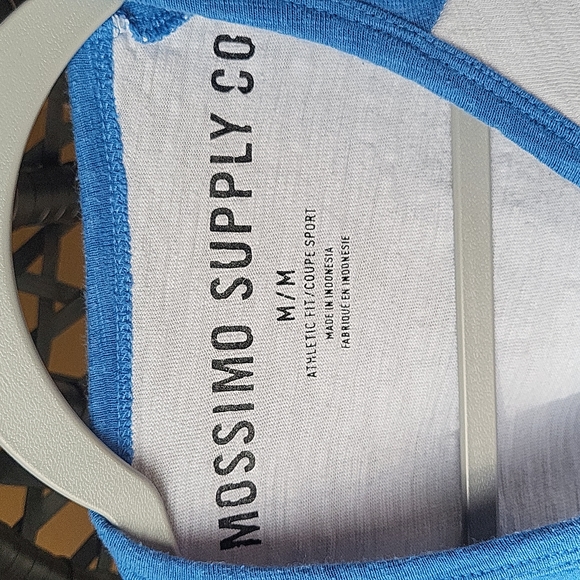 MOSSIMO SUPPLY CO
M/M
ATHLETIC FIT/COUPE SPORT
MADE IN INDONESIA
FABRIQUE EN INDONESIE